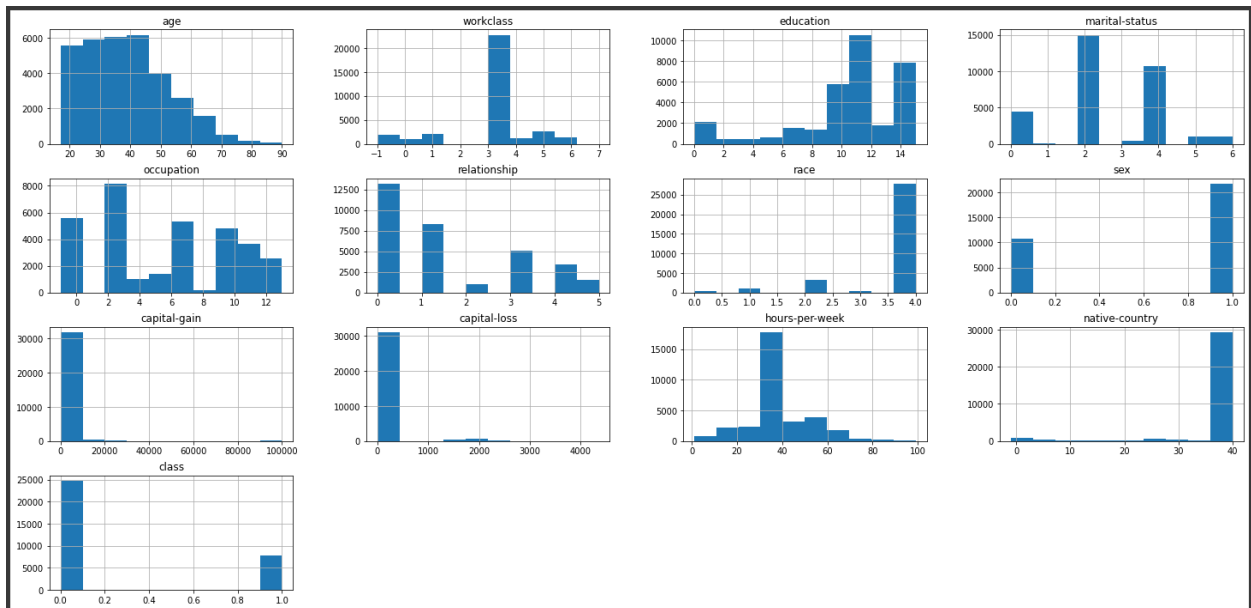 age
6000
4000
2000
0
20 30 40 50 60 70 80 90
workclass
20000
15000
10000
5000
0
−1 0 1 2 3 4 5 6 7
education
10000
8000
6000
4000
2000
0
0 2 4 6 8 10 12 14
marital-status
15000
10000
5000
0
0 1 2 3 4 5 6
occupation
8000
6000
4000
2000
0
0 2 4 6 8 10 12
relationship
12500
10000
7500
5000
2500
0
0 1 2 3 4 5
race
25000
20000
15000
10000
5000
0
0.0 0.5 1.0 1.5 2.0 2.5 3.0 3.5 4.0
sex
20000
15000
10000
5000
0
0.0 0.2 0.4 0.6 0.8 1.0
capital-gain
30000
20000
10000
0
0 20000 40000 60000 80000 100000
capital-loss
30000
20000
10000
0
0 1000 2000 3000 4000
hours-per-week
15000
10000
5000
0
0 20 40 60 80 100
native-country
30000
20000
10000
0
0 10 20 30 40
class
25000
20000
15000
10000
5000
0
0.0 0.2 0.4 0.6 0.8 1.0